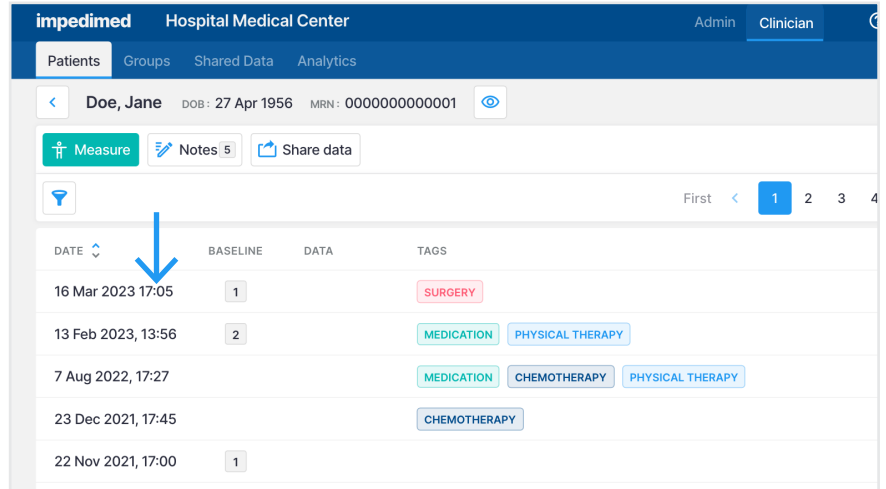 impedimed Hospital Medical Center Admin Clinician
Patients Groups Shared Data Analytics
Doe, Jane DOB: 27 Apr 1956 MRN: 0000000000001
Measure Notes 5 Share data
First 1 2 3 4
DATE BASELINE DATA TAGS
16 Mar 2023 17:05 1 SURGERY
13 Feb 2023, 13:56 2 MEDICATION PHYSICAL THERAPY
7 Aug 2022, 17:27 MEDICATION CHEMOTHERAPY PHYSICAL THERAPY
23 Dec 2021, 17:45 CHEMOTHERAPY
22 Nov 2021, 17:00 1